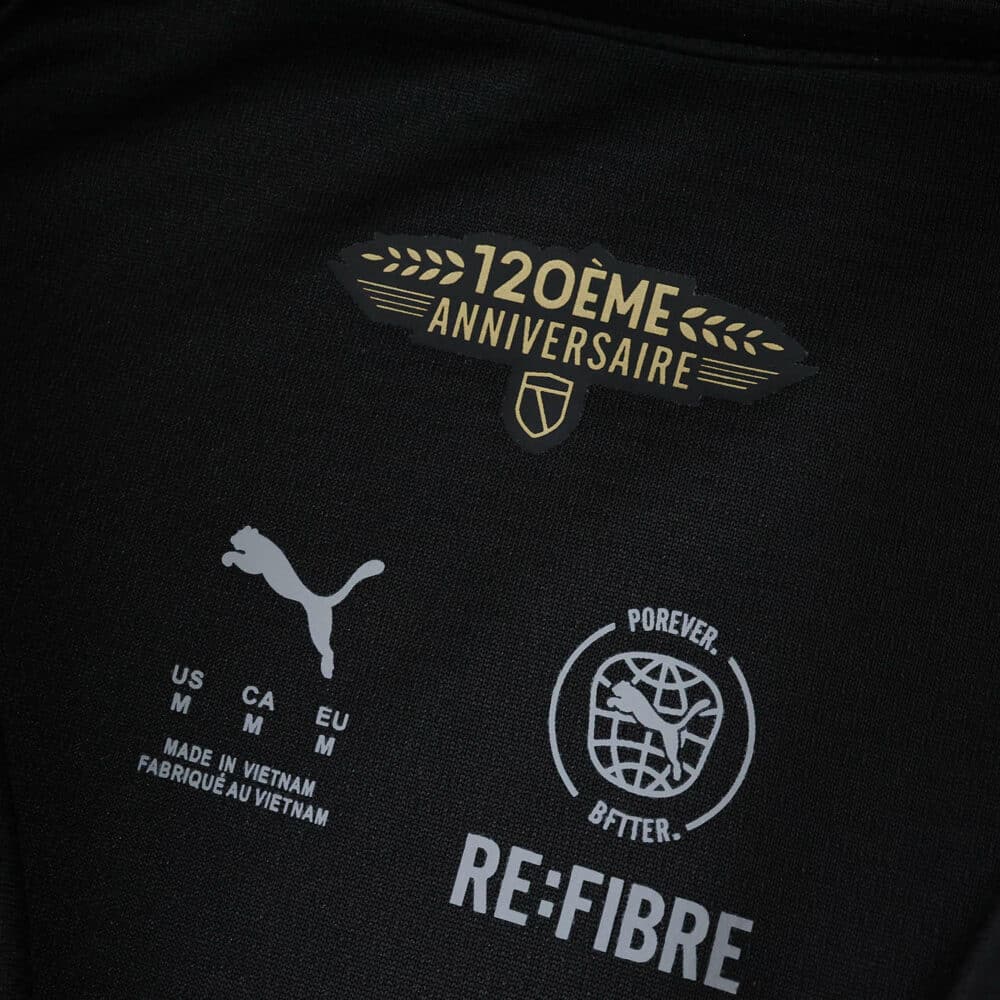 120ÈME
ANNIVERSAIRE
US
M
CA
M
EU
M
MADE IN VIETNAM
FABRIQUÉ AU VIETNAM
POREVER.
BFTTER.
RE:FIBRE